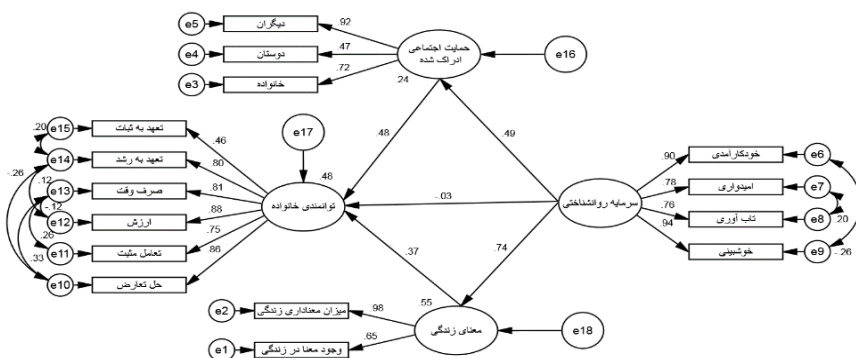 e5
دیگران
.92
e4
دوستان
.47
e3
خانواده
.72
حمایت اجتماعی
ادراک شده
.24
e16
e15
تعهد به ثبات
.46
.20
e14
تعهد به رشد
.80
-.26
e13
صرف وقت
.81
.12
-.12
e12
ارزش
.88
e11
تعامل مثبت
.75
.26
.33
e10
حل تعارض
.86
e17
.48
توانمندی خانواده
.48
.49
-.03
.37
.74
سرمایه روانشناختی
.90
خودکارآمدی
e6
.78
امیدواری
e7
.76
تاب آوری
e8
.20
.94
خوشبینی
e9
-.26
e2
میزان معناداری زندگی
.98
.55
معنای زندگی
e18
e1
وجود معنا در زندگی
.65